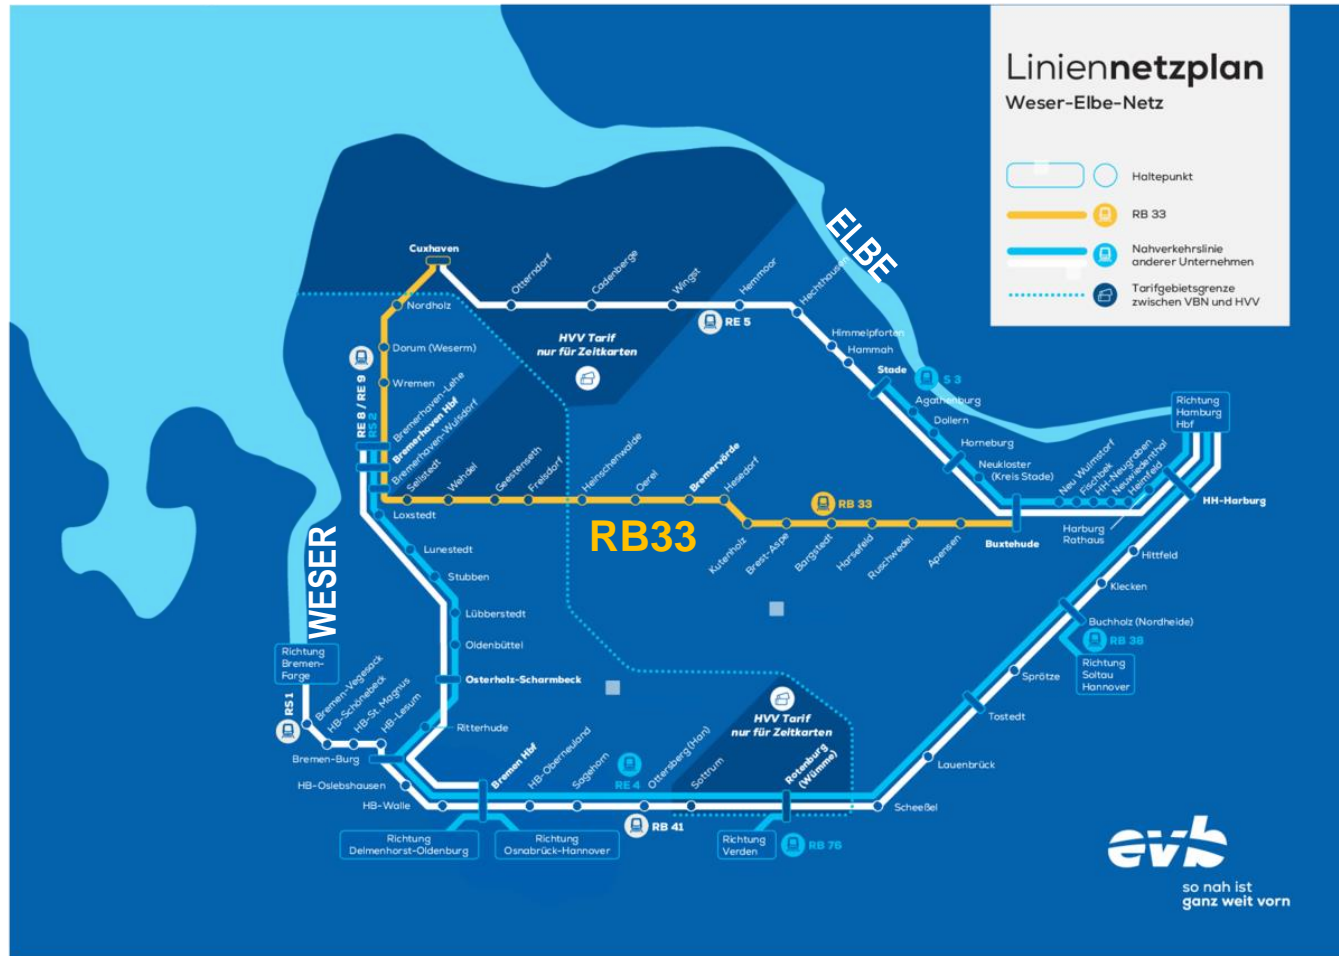 Liniennetzplan
Weser-Elbe-Netz
Haltepunkt
RB 33
Nahverkehrslinie
anderer Unternehmen
Tarifgebietsgrenze
zwischen VBN und HVV
ELBE
WESER
Cuxhaven
Otterndorf
Cadenberge
Wingst
Hemmoor
Hechthausen
RE 5
Himmelpforten
Hammah
Stade
S 3
Agathenburg
Dollern
Horneburg
Neukloster
(Kreis Stade)
Buxtehude
Neu Wulmstorf
Fischbek
HH-Neugraben
Neuwiedenthal
Heimfeld
Harburg
Rathaus
Richtung
Hamburg
Hbf
HH-Harburg
Nordholz
Dorum (Weserm)
Wremen
HVV Tarif
nur für Zeitkarten
RE 8 / RE 9
RS 2
Bremerhaven-Lehe
Bremerhaven Hbf
Bremerhaven-Wulsdorf
Sellstedt
Wehdel
Geestenseth
Frelsdorf
Heinschenwalde
Oerel
Bremervörde
Hesedorf
RB 33
RB33
Kutenholz
Brest-Aspe
Bargstedt
Harsefeld
Ruschwedel
Apensen
Loxstedt
Lunestedt
Stubben
Lübberstedt
Oldenbüttel
Osterholz-Scharmbeck
Ritterhude
Richtung
Bremen-
Farge
RS 1
Bremen-Vegesack
HB-Schönebeck
HB-St. Magnus
HB-Lesum
Bremen-Burg
HB-Oslebshausen
HB-Walle
Bremen Hbf
HB-Oberneuland
Sagehorn
RE 4
Ottersberg (Han)
RB 41
Sottrum
HVV Tarif
nur für Zeitkarten
Rotenburg
(Wümme)
Richtung
Delmenhorst-Oldenburg
Richtung
Osnabrück-Hannover
Richtung
Verden
RB 76
Scheeßel
Lauenbrück
Tostedt
Sprötze
Buchholz (Nordheide)
RB 38
Richtung
Soltau
Hannover
Klecken
Hittfeld
evb
so nah ist
ganz weit vorn